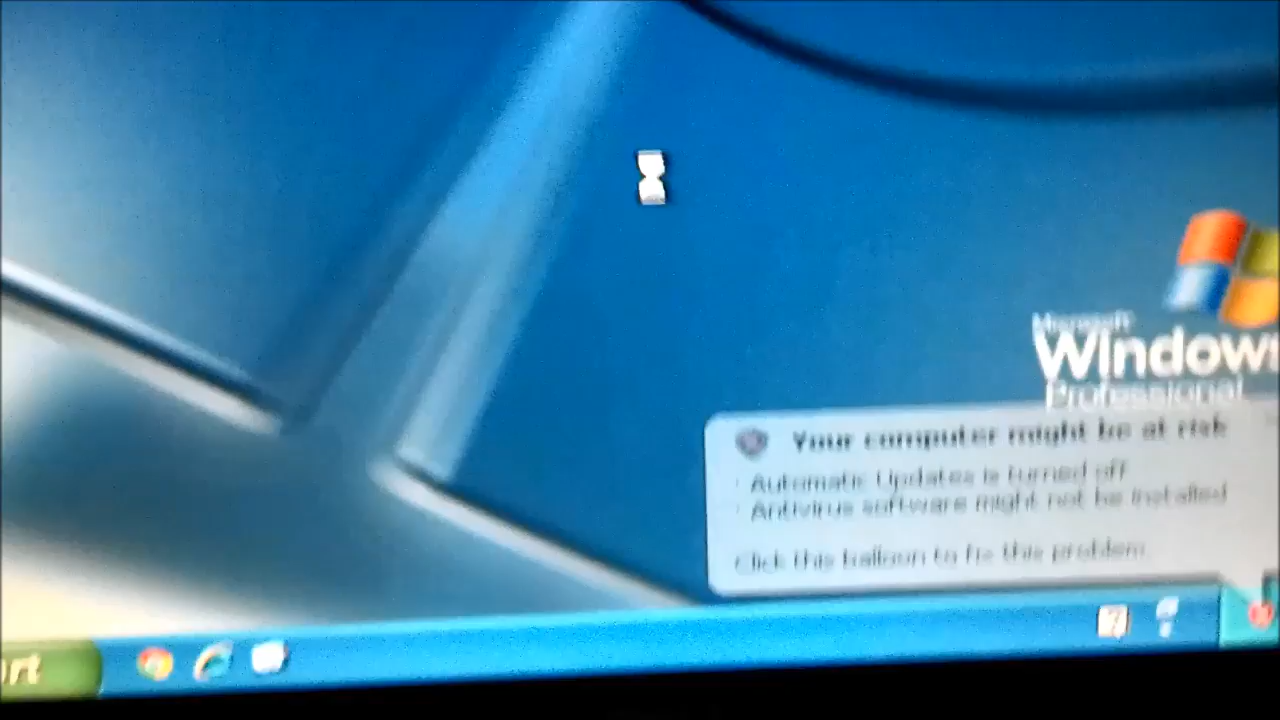 Microsoft
Window
Professional
Your computer might be at risk
Automatic Updates is turned off
Antivirus software might not be installed
Click this balloon to fix this problem.
rt